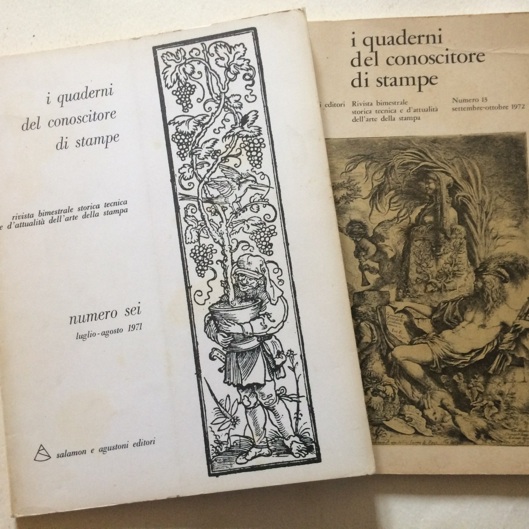 i quaderni
del conoscitore
di stampe
rivista bimestrale storica tecnica
e d'attualità dell'arte della stampa
numero sei
luglio-agosto 1971
salamon e agustoni editori
i quaderni
del conoscitore
di stampe
i editori Rivista bimestrale
storica tecnica e d'attualità
dell'arte della stampa
Numero 13
settembre-ottobre 1972